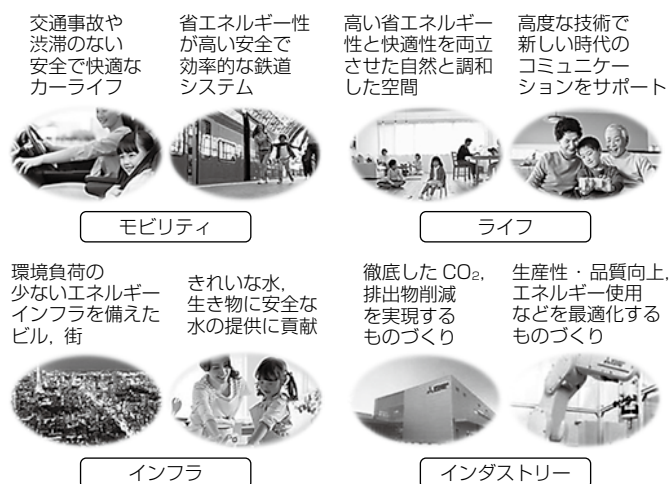 交通事故や
渋滞のない
安全で快適な
カーライフ
省エネルギー性
が高い安全で
効率的な鉄道
システム
モビリティ
高い省エネルギー
性と快適性を両立
させた自然と調和
した空間
高度な技術で
新しい時代の
コミュニケー
ションをサポート
ライフ
環境負荷の
少ないエネルギー
インフラを備えた
ビル，街
きれいな水，
生き物に安全な
水の提供に貢献
インフラ
徹底した CO₂，
排出物削減
を実現する
ものづくり
生産性・品質向上，
エネルギー使用
などを最適化する
ものづくり
インダストリー